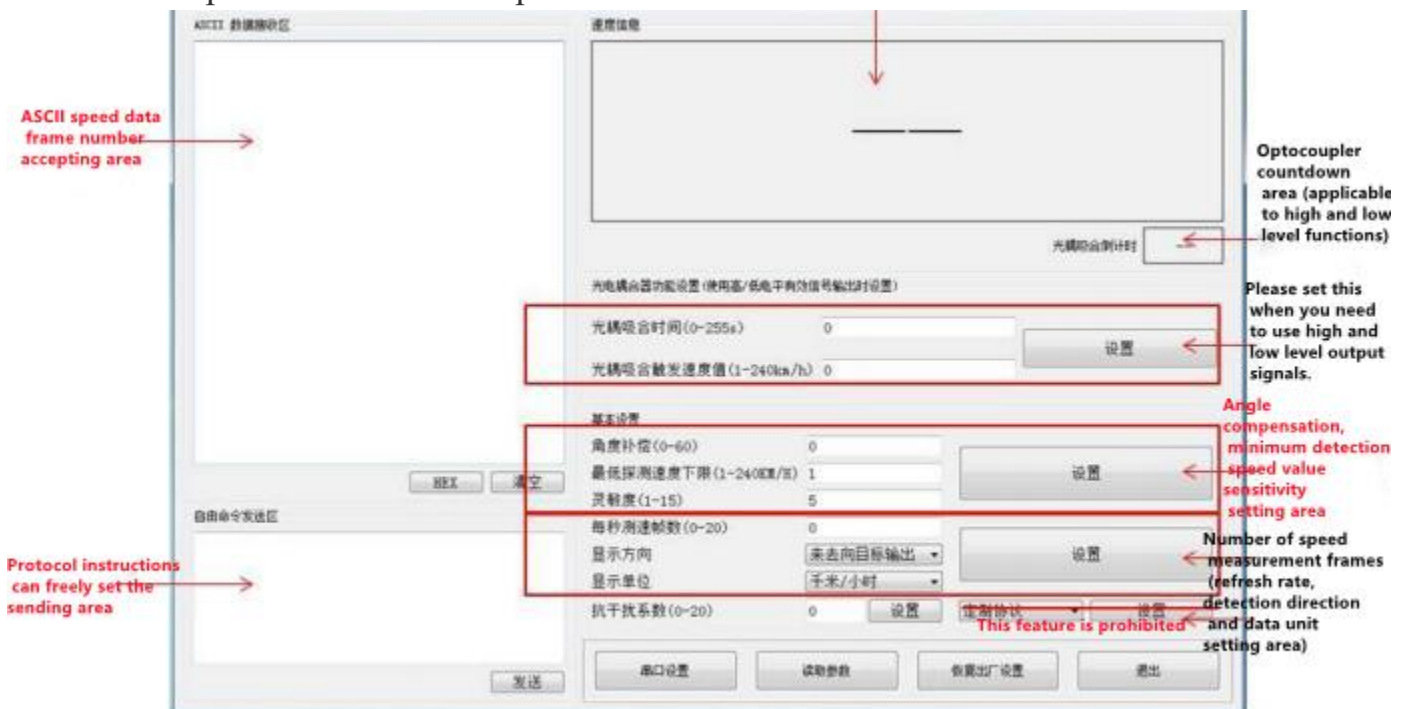 ASCII 数据接收区
速度信息
ASCII speed data
frame number
accepting area
Optocoupler
countdown
area (applicable
to high and low
level functions)
光耦吸合倒计时
光电耦合器功能设置(使用高/低电平有效信号输出时设置)
光耦吸合时间(0-255s) 0
设置
光耦吸合触发速度值(1-240km/h) 0
Please set this
when you need
to use high and
low level output
signals.
基本设置
角度补偿(0-60) 0
最低探测速度下限(1-240KM/H) 1
设置
灵敏度(1-15) 5
Angle
compensation,
minimum detection
speed value
sensitivity
setting area
HEX 清空
自由命令发送区
每秒测速帧数(0-20) 0
显示方向 来去向目标输出
设置
显示单位 千米/小时
Number of speed
measurement frames
(refresh rate,
detection direction
and data unit
setting area)
Protocol instructions
can freely set the
sending area
抗干扰系数(0-20) 0 设置 定制协议 设置
This feature is prohibited
发送
串口设置 读取参数 恢复出厂设置 退出